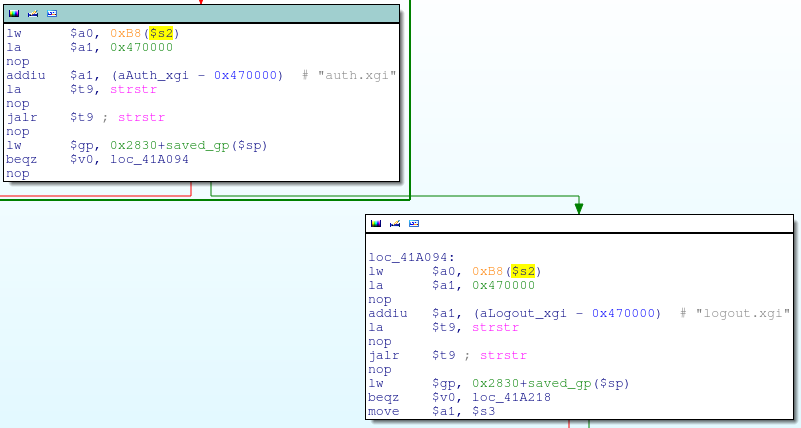 lw $a0, 0xB8($s2)
la $a1, 0x470000
nop
addiu $a1, (aAuth_xgi - 0x470000) # "auth.xgi"
la $t9, strstr
nop
jalr $t9 ; strstr
nop
lw $gp, 0x2830+saved_gp($sp)
beqz $v0, loc_41A094
nop
loc_41A094:
lw $a0, 0xB8($s2)
la $a1, 0x470000
nop
addiu $a1, (aLogout_xgi - 0x470000) # "logout.xgi"
la $t9, strstr
nop
jalr $t9 ; strstr
nop
lw $gp, 0x2830+saved_gp($sp)
beqz $v0, loc_41A218
move $a1, $s3